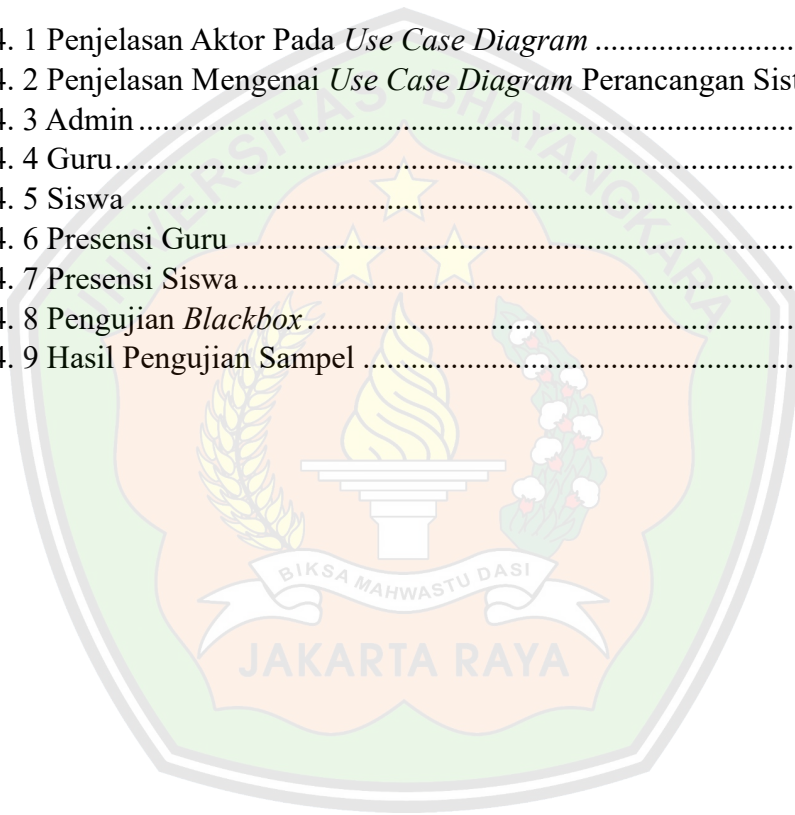 4. 1 Penjelasan Aktor Pada Use Case Diagram ........................
4. 2 Penjelasan Mengenai Use Case Diagram Perancangan Sist
4. 3 Admin ................................................................................
4. 4 Guru...................................................................................
4. 5 Siswa .................................................................................
4. 6 Presensi Guru ....................................................................
4. 7 Presensi Siswa...................................................................
4. 8 Pengujian Blackbox...........................................................
4. 9 Hasil Pengujian Sampel ....................................................
UNIVERSITAS BHAYANGKARA
BIKSA MAHWASTU DASI
JAKARTA RAYA